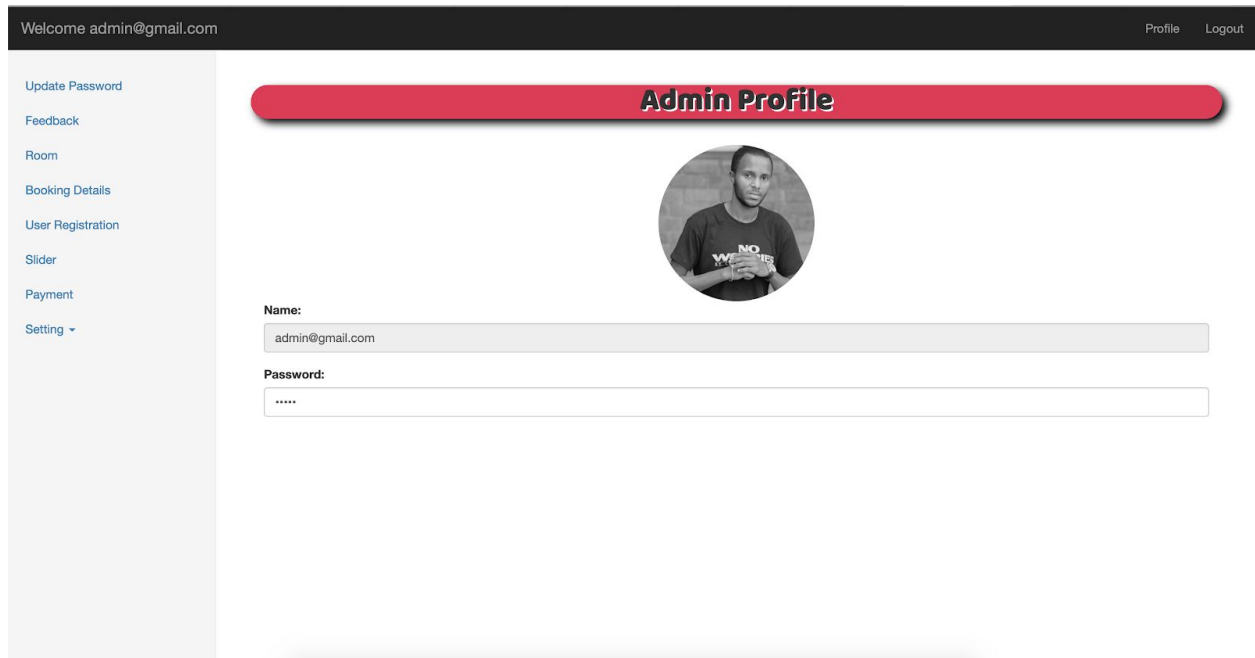 Welcome admin@gmail.com
Profile
Logout
Update Password
Feedback
Room
Booking Details
User Registration
Slider
Payment
Setting
Admin Profile
NO
Name:
admin@gmail.com
Password:
•••••